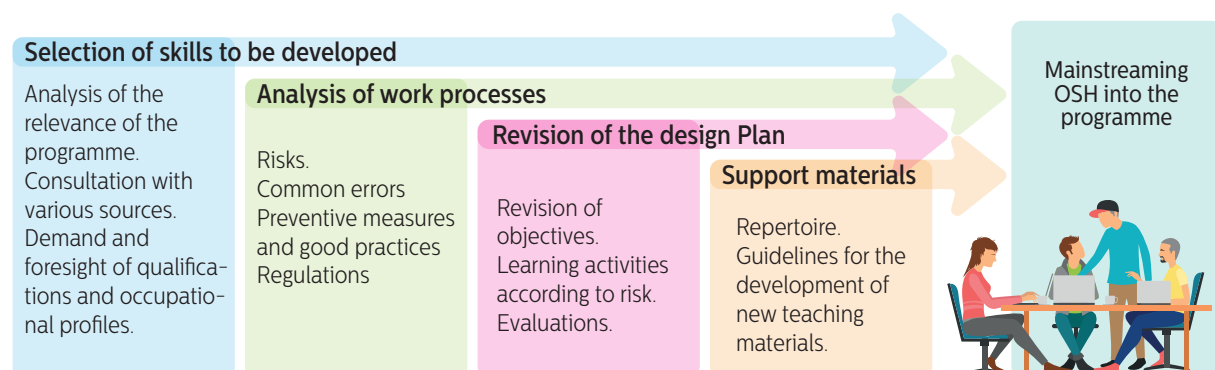 Selection of skills to be developed
Analysis of the
relevance of the
programme.
Consultation with
various sources.
Demand and
foresight of qualifica-
tions and occupatio-
nal profiles.
Analysis of work processes
Risks.
Common errors
Preventive measures
and good practices
Regulations
Revision of the design Plan
Revision of
objectives.
Learning activities
according to risk.
Evaluations.
Support materials
Repertoire.
Guidelines for the
development of
new teaching
materials.
Mainstreaming
OSH into the
programme